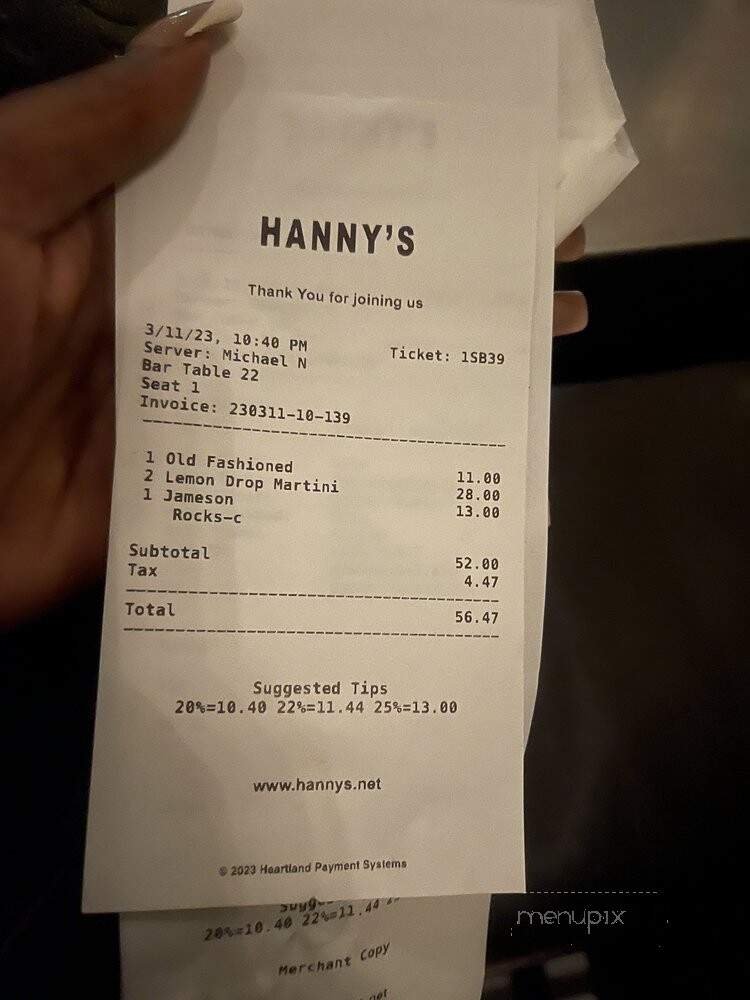 HANNY'S
Thank You for joining us
3/11/23, 10:40 PM
Ticket: 1SB39
Server: Michael N
Bar Table 22
Seat 1
Invoice: 230311-10-139
1 Old Fashioned 11.00
2 Lemon Drop Martini 28.00
1 Jameson 13.00
Rocks-c
Subtotal 52.00
Tax 4.47
Total 56.47
Suggested Tips
20%=10.40 22%=11.44 25%=13.00
www.hannys.net
© 2023 Heartland Payment Systems
20%=10.40 22%=11.44
Merchant Copy
menupix